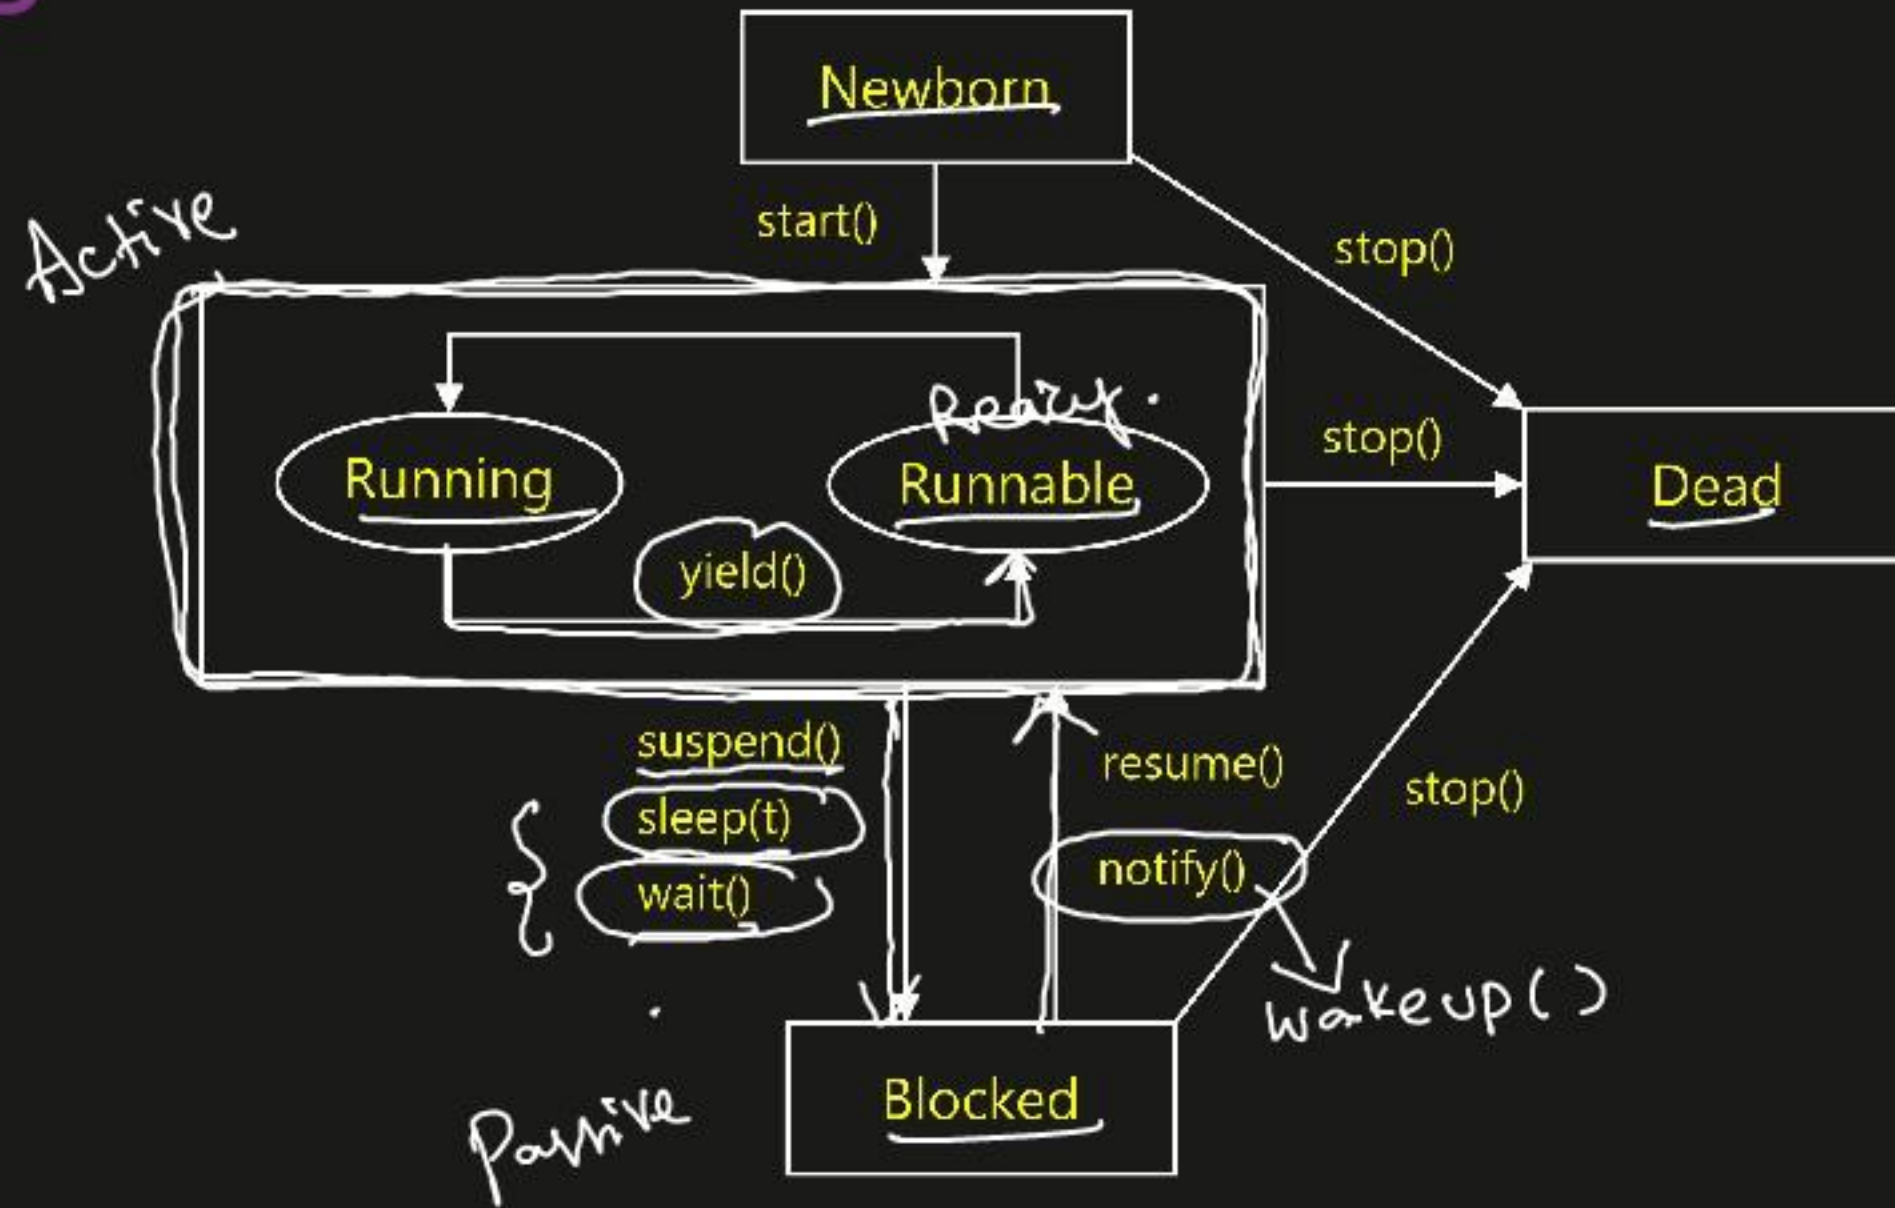 Newborn
Active
start()
stop()
Ready.
Running
Runnable
stop()
Dead
yield()
suspend()
resume()
sleep(t)
stop()
wait()
notify()
wakeup()
Blocked
Passive